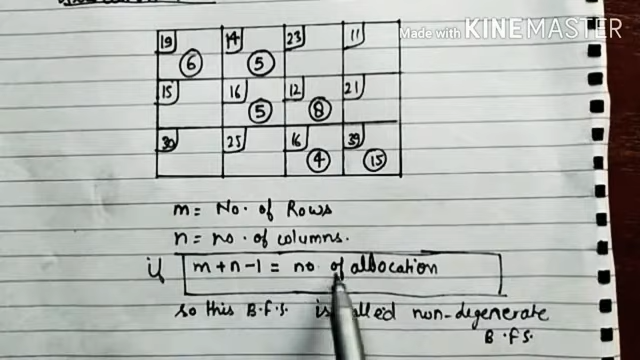 Made with KINEMASTER
19 14 23 11
6 5
15 16 12 21
5 8
30 25 16 39
4 15
m = No. of Rows
n = no. of columns.
if m+n-1 = no. of allocation
so this B.f.s. is called non-degenerate
B.f.s.